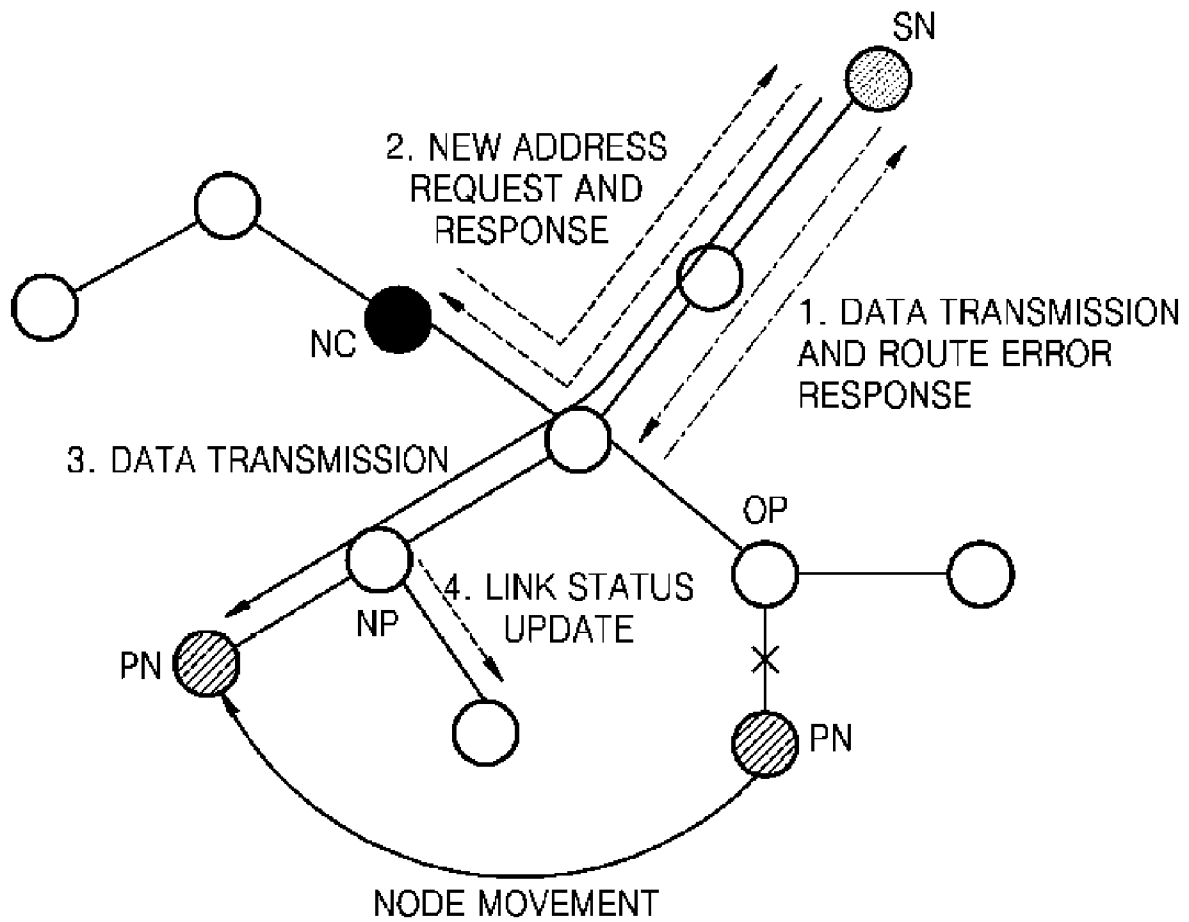 SN
2. NEW ADDRESS
REQUEST AND
RESPONSE
NC
1. DATA TRANSMISSION
AND ROUTE ERROR
RESPONSE
3. DATA TRANSMISSION
OP
4. LINK STATUS
UPDATE
NP
PN
PN
NODE MOVEMENT